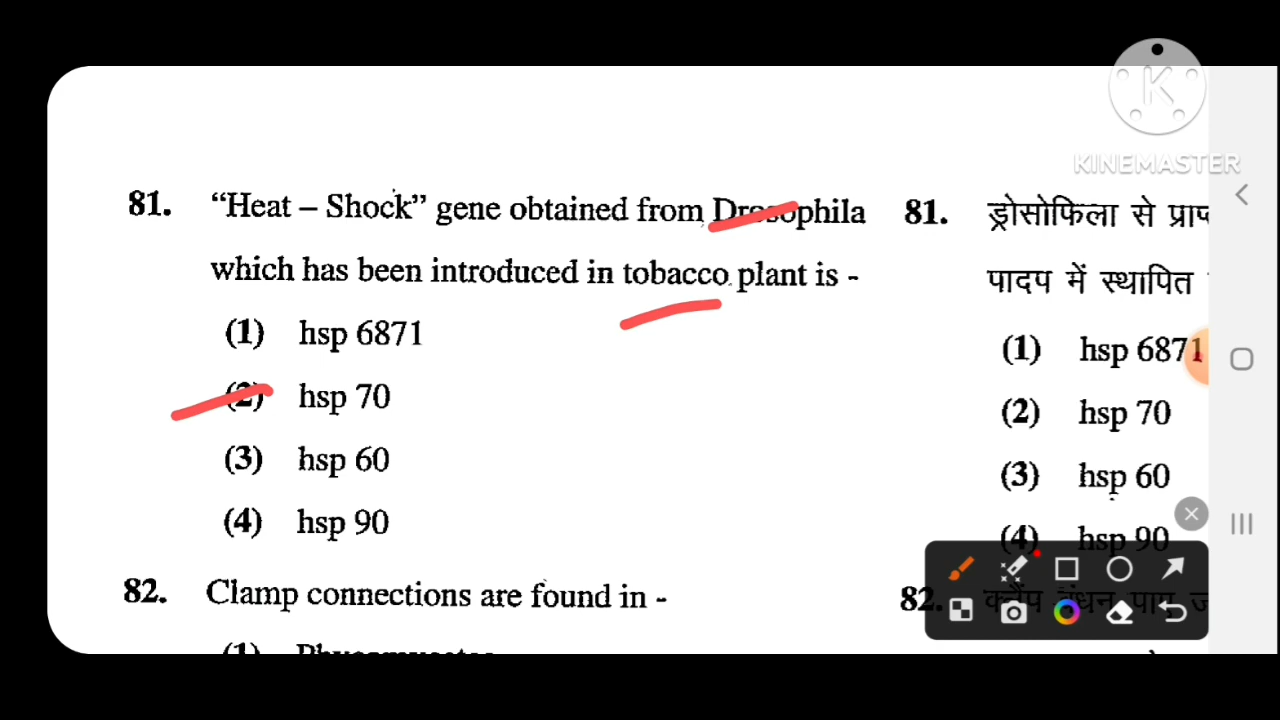 KINEMASTER
81. “Heat – Shock” gene obtained from Drosophila
which has been introduced in tobacco plant is -
(1) hsp 6871
(2) hsp 70
(3) hsp 60
(4) hsp 90
82. Clamp connections are found in -
(1)
81. ड्रोसोफिला से
पादप में स्थापित
(1) hsp 6871
(2) hsp 70
(3) hsp 60
(4) hsp 90
82.